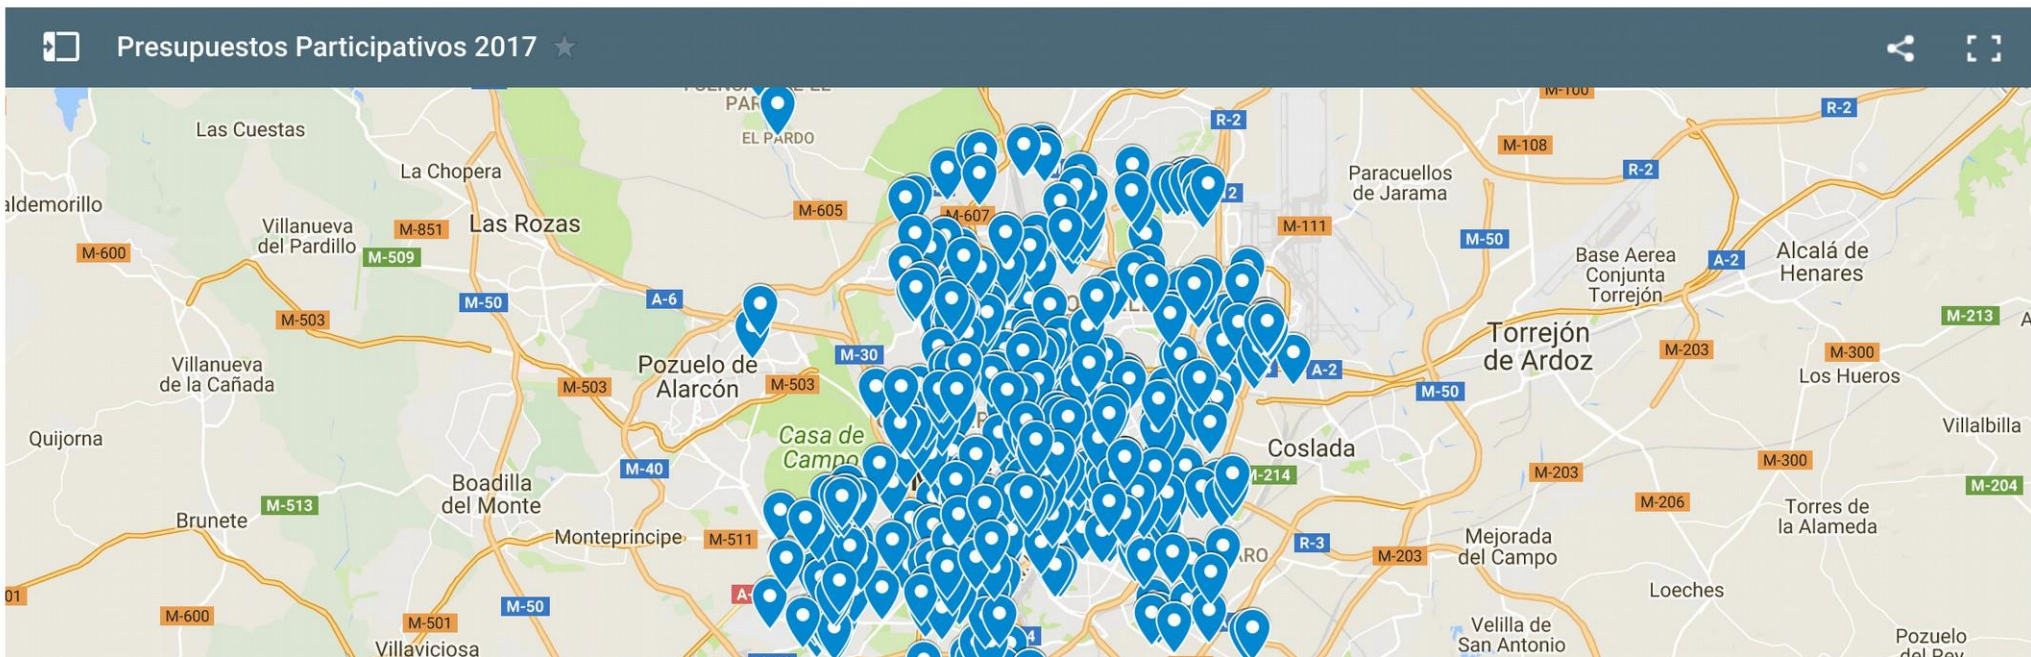 Presupuestos Participativos 2017
M-100
R-2
EL PARDO
R-2
Las Cuestas
M-108
La Chopera
R-2
Paracuellos
de Jarama
M-605
M-607
Villanueva
del Pardillo
M-851
Las Rozas
M-111
M-50
M-600
M-509
Base Aerea
Conjunta
Torrejón
A-2
Alcalá de
Henares
M-50
A-6
M-503
M-213
Torrejón
de Ardoz
M-203
M-300
Los Hueros
Villanueva
de la Cañada
Pozuelo de
Alarcón
M-30
M-503
M-503
A-2
M-50
Quijorna
Casa de
Campo
Coslada
Villalbilla
M-40
M-214
M-203
M-300
M-204
Boadilla
del Monte
M-513
M-206
Torres de
la Alameda
Brunete
Monteprincipe
M-511
R-3
M-203
Mejorada
del Campo
Loeches
M-600
M-50
M-501
Villaviciosa
Velilla de
San Antonio
Pozuelo
del Rey